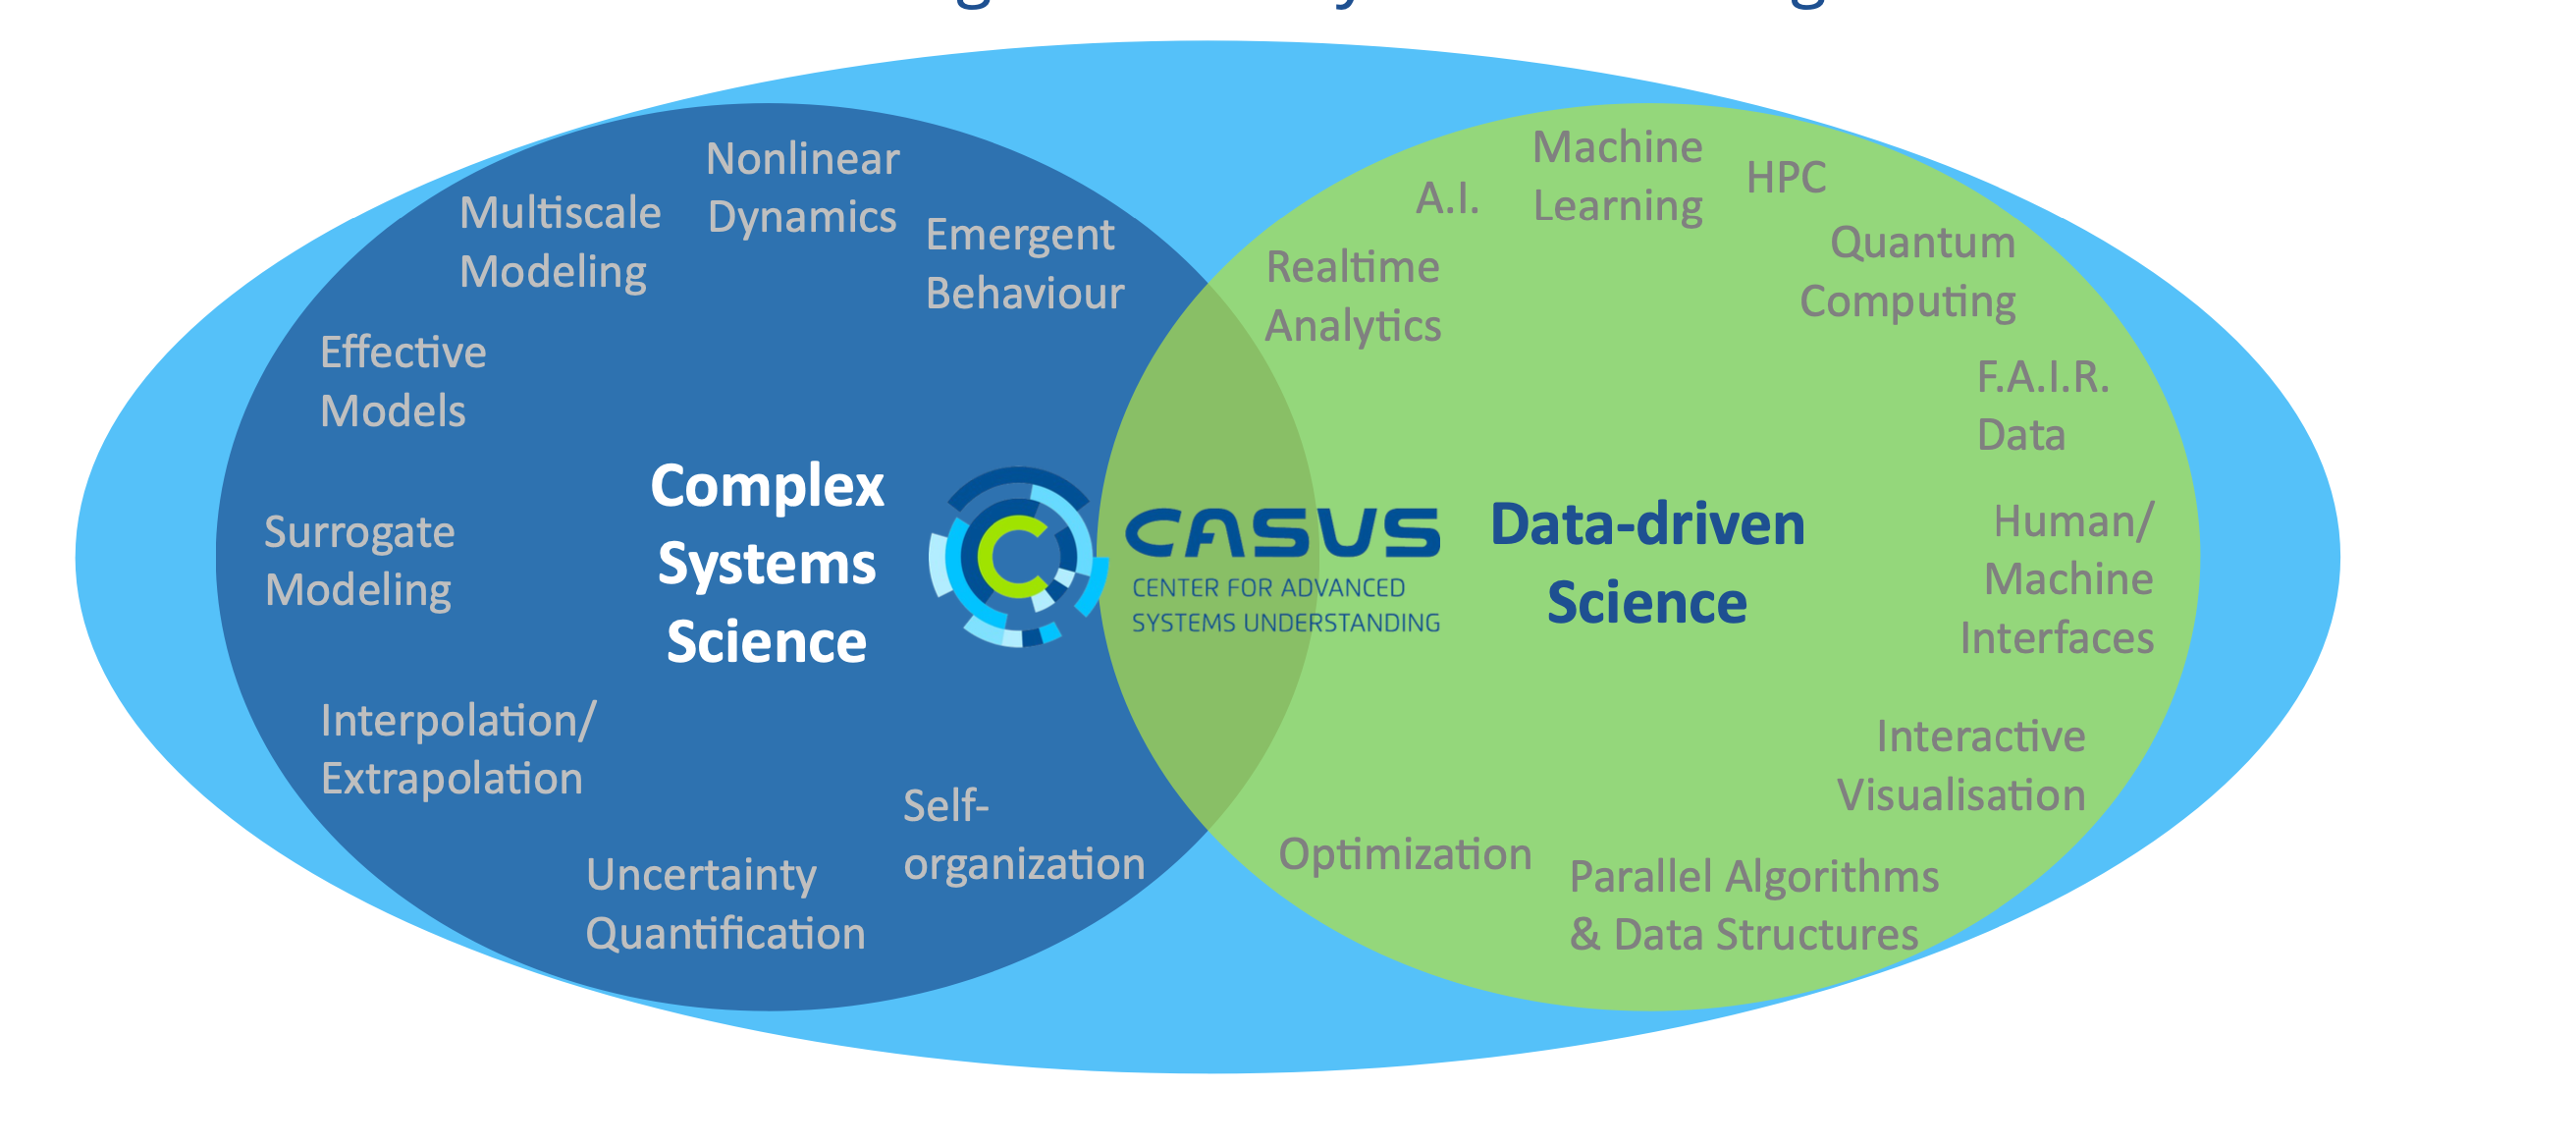 Nonlinear
Dynamics
Multiscale
Modeling
Emergent
Behaviour
Effective
Models
Surrogate
Modeling
Complex
Systems
Science
Interpolation/
Extrapolation
Self-
organization
Uncertainty
Quantification
CASUS
CENTER FOR ADVANCED
SYSTEMS UNDERSTANDING
Machine
Learning
A.I.
HPC
Realtime
Analytics
Quantum
Computing
F.A.I.R.
Data
Data-driven
Science
Human/
Machine
Interfaces
Interactive
Visualisation
Optimization
Parallel Algorithms
& Data Structures